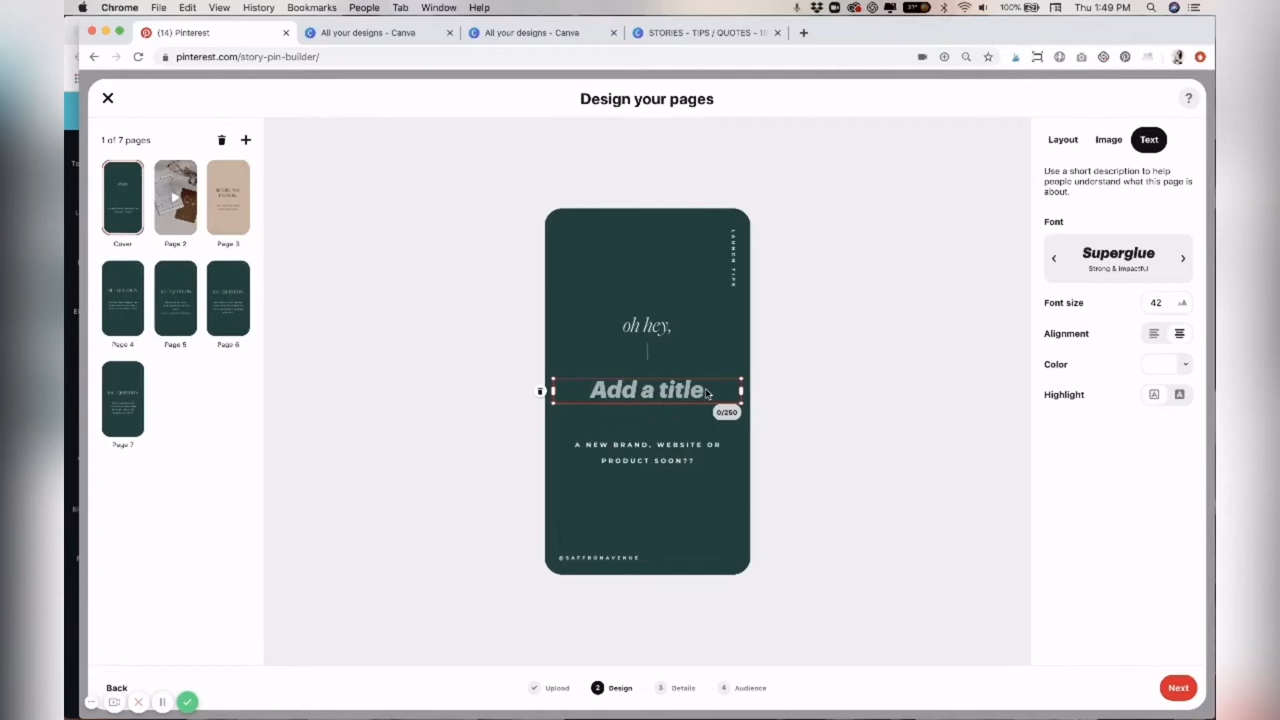 Chrome File Edit View History Bookmarks People Tab Window Help
100% Thu 1:49 PM
(14) Pinterest
All your designs - Canva
All your designs - Canva
STORIES - TIPS / QUOTES - 1
pinterest.com/story-pin-builder/
Design your pages
?
1 of 7 pages
Cover
Page 2
Page 3
Page 4
Page 5
Page 6
Page 7
LAUNCH TIPS
oh hey,
Add a title
0/250
A NEW BRAND, WEBSITE OR
PRODUCT SOON??
@SAFFRONAVENUE
Layout Image Text
Use a short description to help
people understand what this page is
about.
Font
Superglue
Strong & impactful
Font size 42
Alignment
Color
Highlight
Back
Upload
2 Design
3 Details
4 Audience
Next